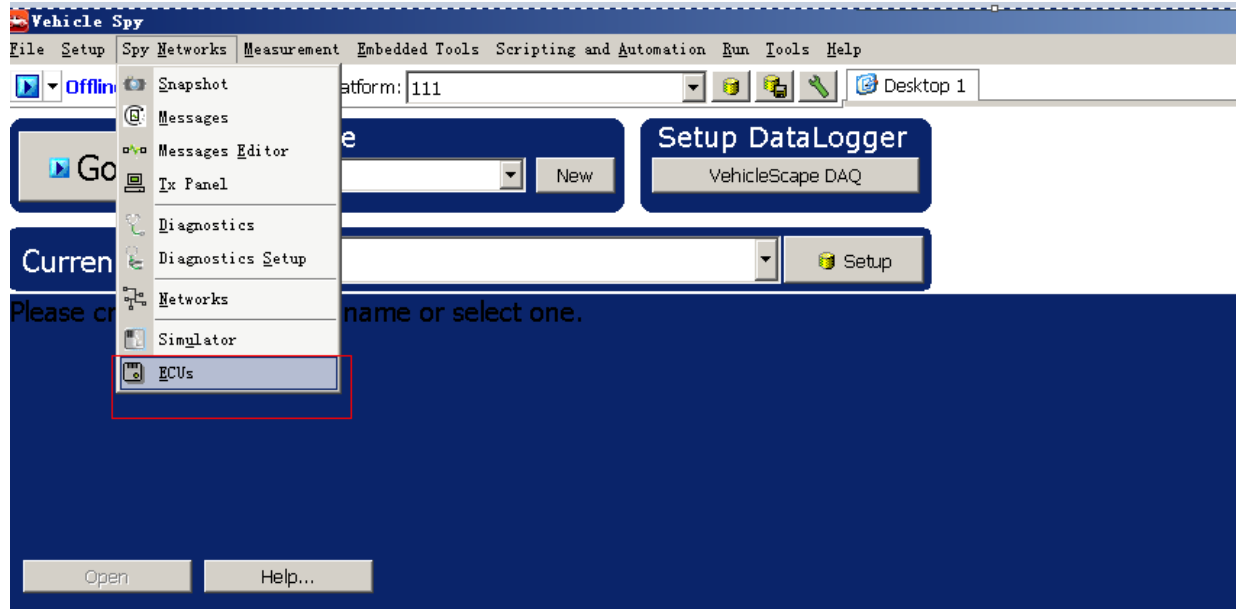 Vehicle Spy
File Setup Spy Networks Measurement Embedded Tools Scripting and Automation Run Tools Help
Offlin atform: 111 Desktop 1
Snapshot
Messages
Messages Editor
Tx Panel
Diagnostics
Diagnostics Setup
Networks
Simulator
ECUs
Go e
New
Setup DataLogger
VehicleScape DAQ
Curren Setup
Please cr name or select one.
Open Help...